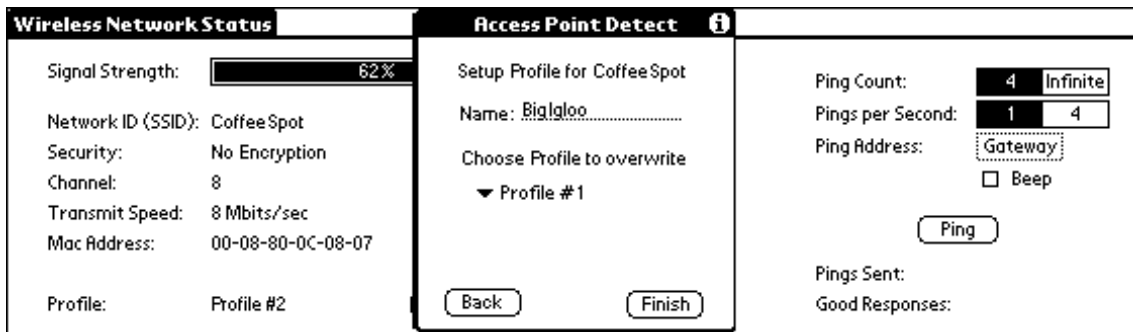 Wireless Network Status
Signal Strength: 62%
Network ID (SSID): CoffeeSpot
Security: No Encryption
Channel: 8
Transmit Speed: 8 Mbits/sec
Mac Address: 00-08-80-0C-08-07
Profile: Profile #2
Access Point Detect i
Setup Profile for CoffeeSpot
Name: BigIgloo
Choose Profile to overwrite
Profile #1
Back Finish
Ping Count: 4 Infinite
Pings per Second: 1 4
Ping Address: Gateway
Beep
Ping
Pings Sent:
Good Responses: